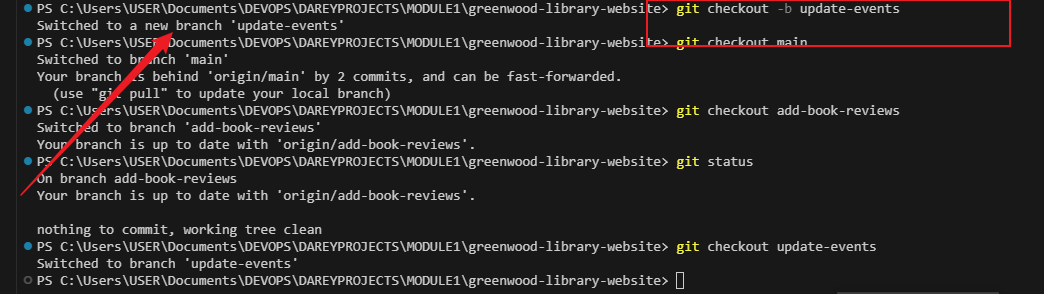 PS C:\Users\USER\Documents\DEVOPS\DAREYPROJECTS\MODULE1\greenwood-library-website> git checkout -b update-events
Switched to a new branch 'update-events'
PS C:\Users\USER\Documents\DEVOPS\DAREYPROJECTS\MODULE1\greenwood-library-website> git checkout main
Switched to branch 'main'
Your branch is behind 'origin/main' by 2 commits, and can be fast-forwarded.
(use "git pull" to update your local branch)
PS C:\Users\USER\Documents\DEVOPS\DAREYPROJECTS\MODULE1\greenwood-library-website> git checkout add-book-reviews
Switched to branch 'add-book-reviews'
Your branch is up to date with 'origin/add-book-reviews'.
PS C:\Users\USER\Documents\DEVOPS\DAREYPROJECTS\MODULE1\greenwood-library-website> git status
On branch add-book-reviews
Your branch is up to date with 'origin/add-book-reviews'.
nothing to commit, working tree clean
PS C:\Users\USER\Documents\DEVOPS\DAREYPROJECTS\MODULE1\greenwood-library-website> git checkout update-events
Switched to branch 'update-events'
PS C:\Users\USER\Documents\DEVOPS\DAREYPROJECTS\MODULE1\greenwood-library-website>